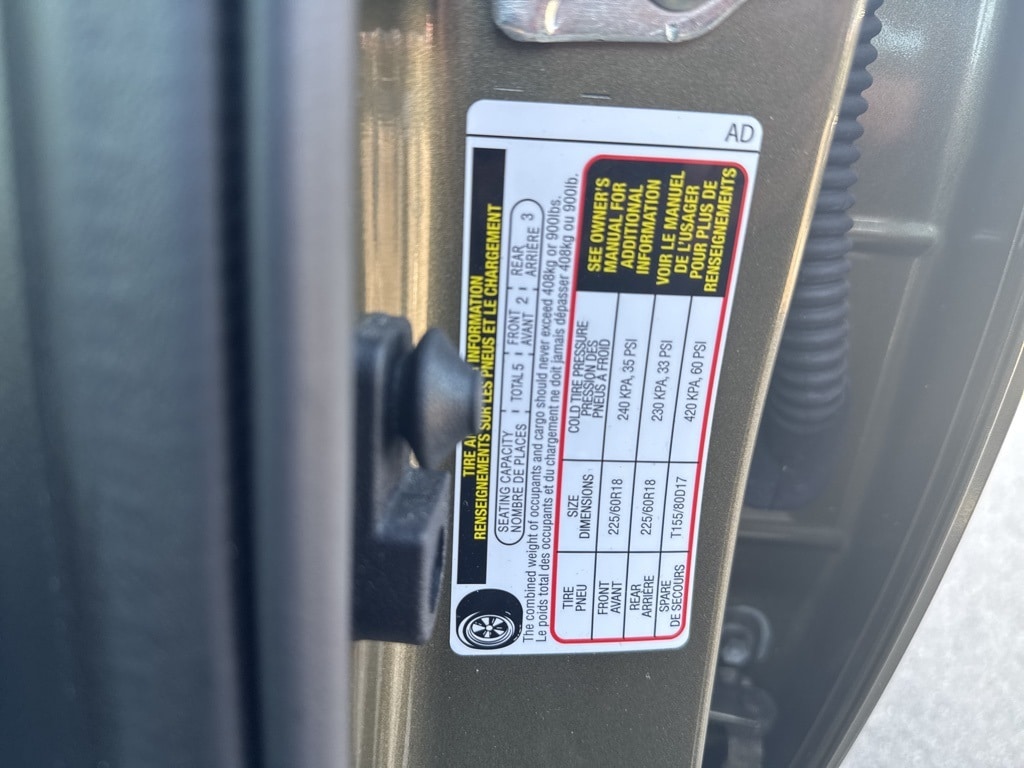 AD
TIRE INFORMATION
RENSEIGNEMENTS SUR LES PNEUS ET LE CHARGEMENT
SEATING CAPACITY TOTAL 5 FRONT 2 REAR 3
NOMBRE DE PLACES AVANT ARRIÈRE
The combined weight of occupants and cargo should never exceed 408kg or 900lbs.
Le poids total des occupants et du chargement ne doit jamais dépasser 408kg ou 900lb.
TIRE SIZE COLD TIRE PRESSURE
PNEU DIMENSIONS PRESSION DES
PNEUS À FROID
FRONT 225/60R18 240 KPA, 35 PSI
AVANT
REAR 225/60R18 230 KPA, 33 PSI
ARRIÈRE
SPARE T155/80D17 420 KPA, 60 PSI
DE SECOURS
SEE OWNER'S
MANUAL FOR
ADDITIONAL
INFORMATION
VOIR LE MANUEL
DE L'USAGER
POUR PLUS DE
RENSEIGNEMENTS